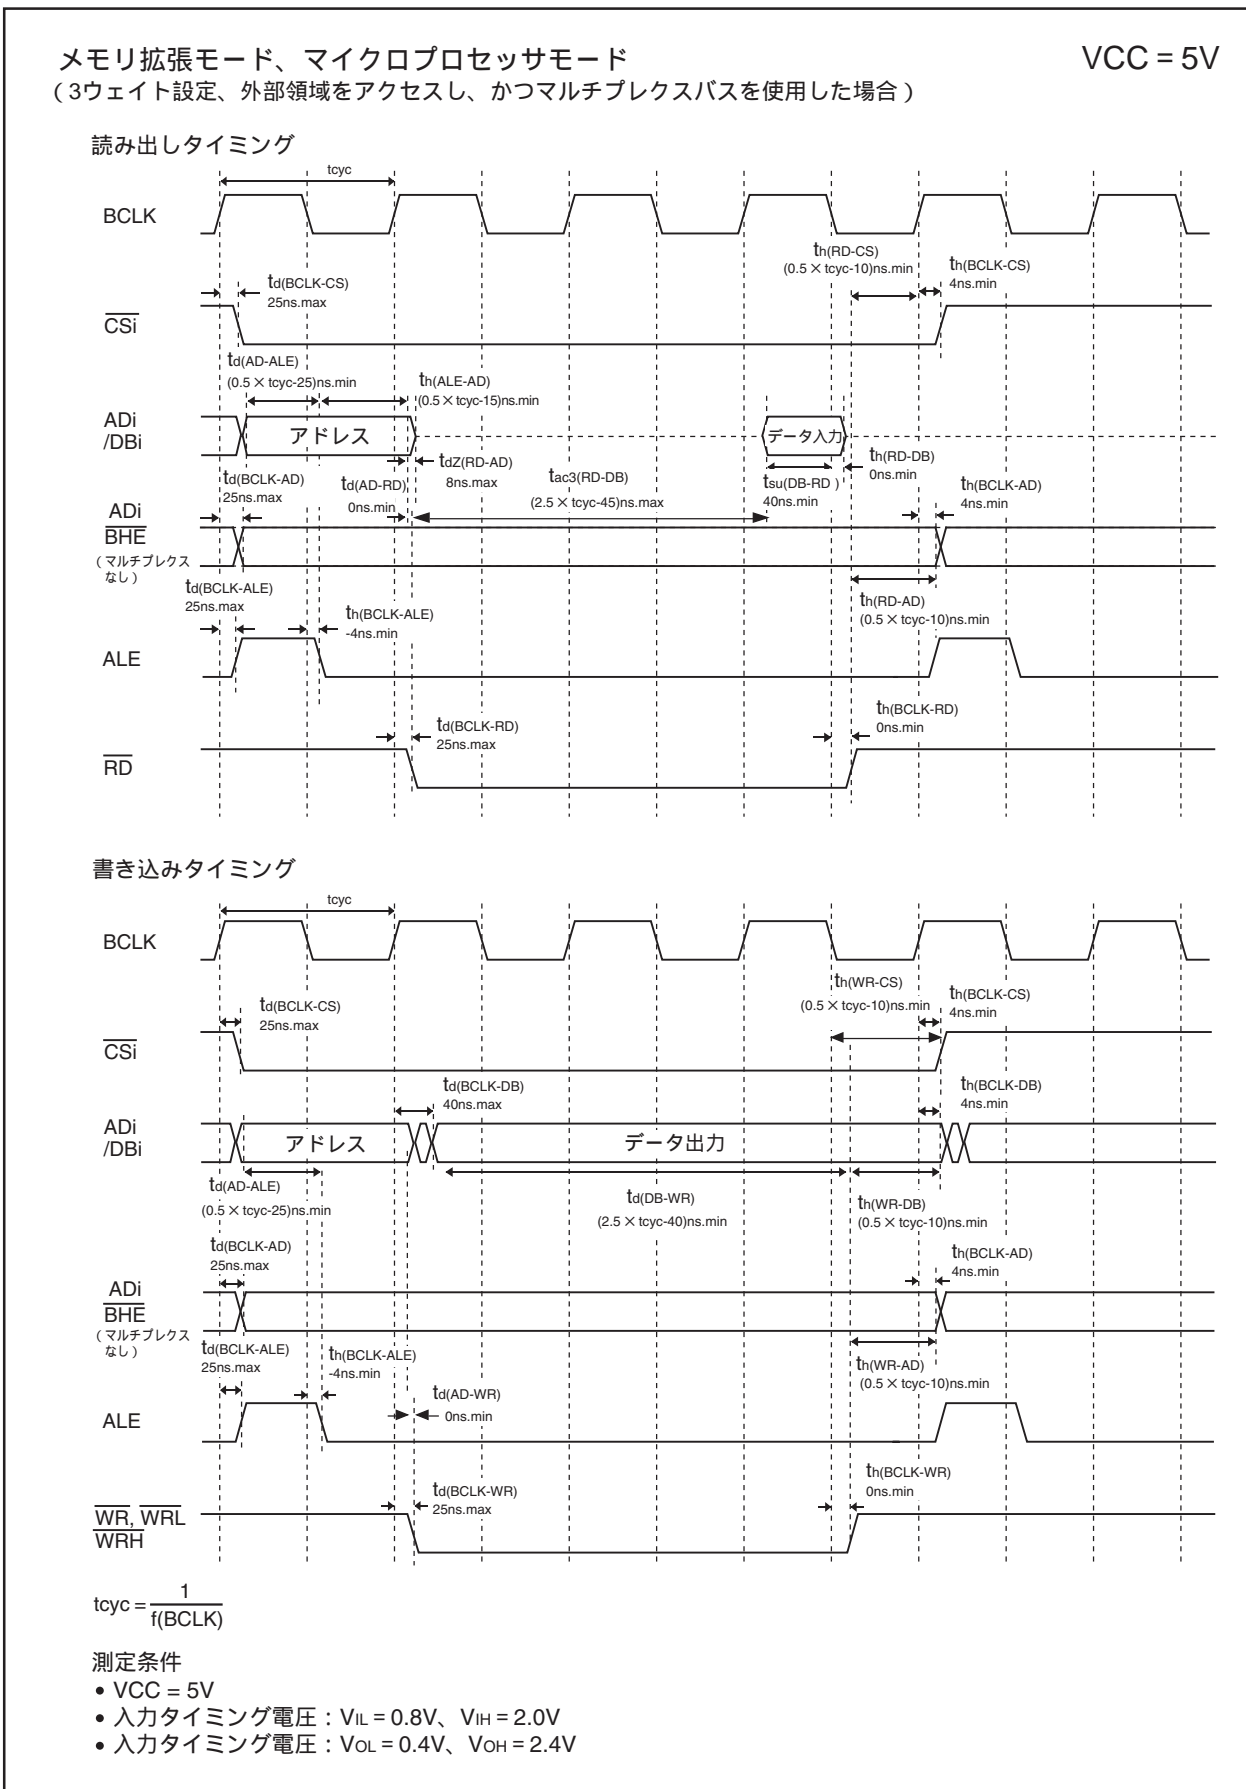 メモリ拡張モード、マイクロプロセッサモード
VCC = 5V
(3ウェイト設定、外部領域をアクセスし、かつマルチプレクスバスを使用した場合)
読み出しタイミング
tcyc
BCLK
th(RD-CS)
(0.5×tcyc-10)ns.min
th(BCLK-CS)
4ns.min
td(BCLK-CS)
25ns.max
CSi
td(AD-ALE)
(0.5×tcyc-25)ns.min
th(ALE-AD)
(0.5×tcyc-15)ns.min
ADi
/DBi
アドレス
データ入力
td(BCLK-AD)
25ns.max
td(AD-RD)
0ns.min
tdZ(RD-AD)
8ns.max
tac3(RD-DB)
(2.5×tcyc-45)ns.max
tsu(DB-RD )
40ns.min
th(RD-DB)
0ns.min
th(BCLK-AD)
4ns.min
ADi
BHE
(マルチプレクス
なし)
td(BCLK-ALE)
25ns.max
th(BCLK-ALE)
-4ns.min
th(RD-AD)
(0.5×tcyc-10)ns.min
ALE
td(BCLK-RD)
25ns.max
th(BCLK-RD)
0ns.min
RD
書き込みタイミング
tcyc
BCLK
th(WR-CS)
(0.5×tcyc-10)ns.min
th(BCLK-CS)
4ns.min
td(BCLK-CS)
25ns.max
CSi
td(BCLK-DB)
40ns.max
th(BCLK-DB)
4ns.min
ADi
/DBi
アドレス
データ出力
td(AD-ALE)
(0.5×tcyc-25)ns.min
td(DB-WR)
(2.5×tcyc-40)ns.min
th(WR-DB)
(0.5×tcyc-10)ns.min
td(BCLK-AD)
25ns.max
th(BCLK-AD)
4ns.min
ADi
BHE
(マルチプレクス
なし)
td(BCLK-ALE)
25ns.max
th(BCLK-ALE)
-4ns.min
td(AD-WR)
0ns.min
th(WR-AD)
(0.5×tcyc-10)ns.min
ALE
td(BCLK-WR)
25ns.max
th(BCLK-WR)
0ns.min
WR, WRL
WRH
tcyc = 1
f(BCLK)
測定条件
• VCC = 5V
• 入力タイミング電圧:VIL = 0.8V、VIH = 2.0V
• 入力タイミング電圧:VOL = 0.4V、VOH = 2.4V